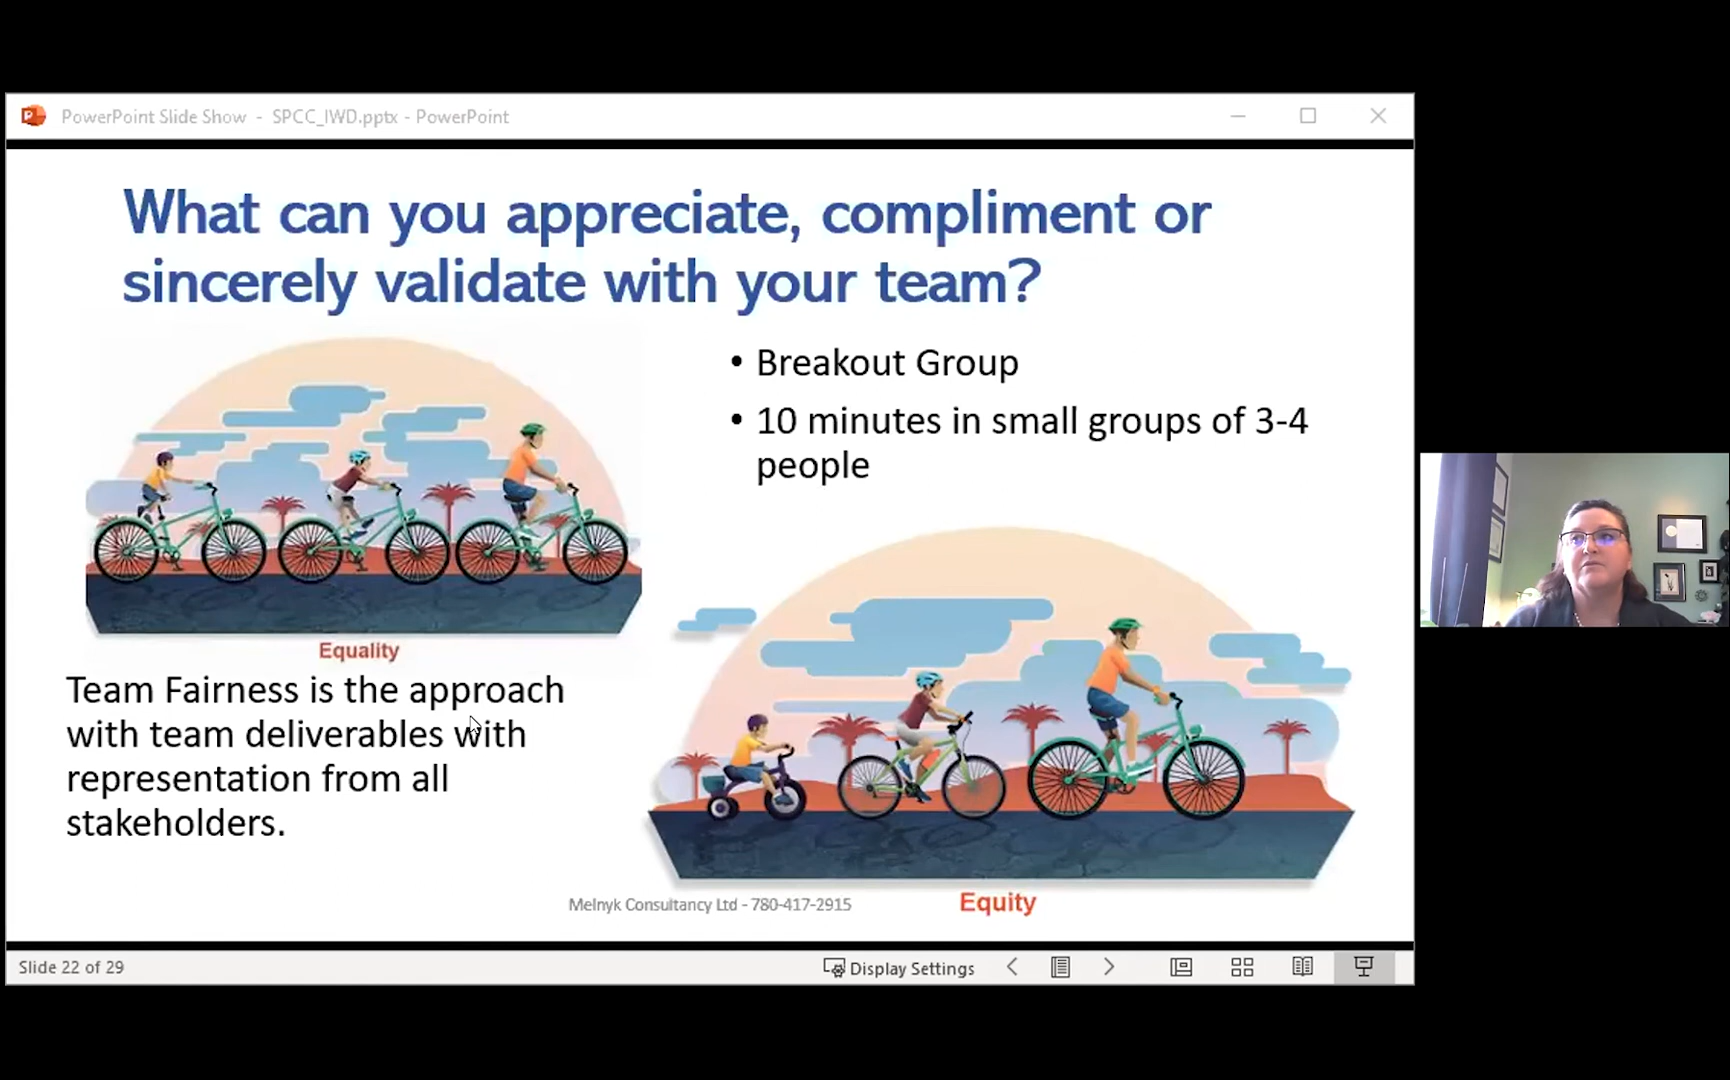 PowerPoint Slide Show - SPCC_IWD.pptx - PowerPoint
What can you appreciate, compliment or
sincerely validate with your team?
• Breakout Group
• 10 minutes in small groups of 3-4
people
Equality
Team Fairness is the approach
with team deliverables with
representation from all
stakeholders.
Melnyk Consultancy Ltd - 780-417-2915
Equity
Slide 22 of 29
Display Settings